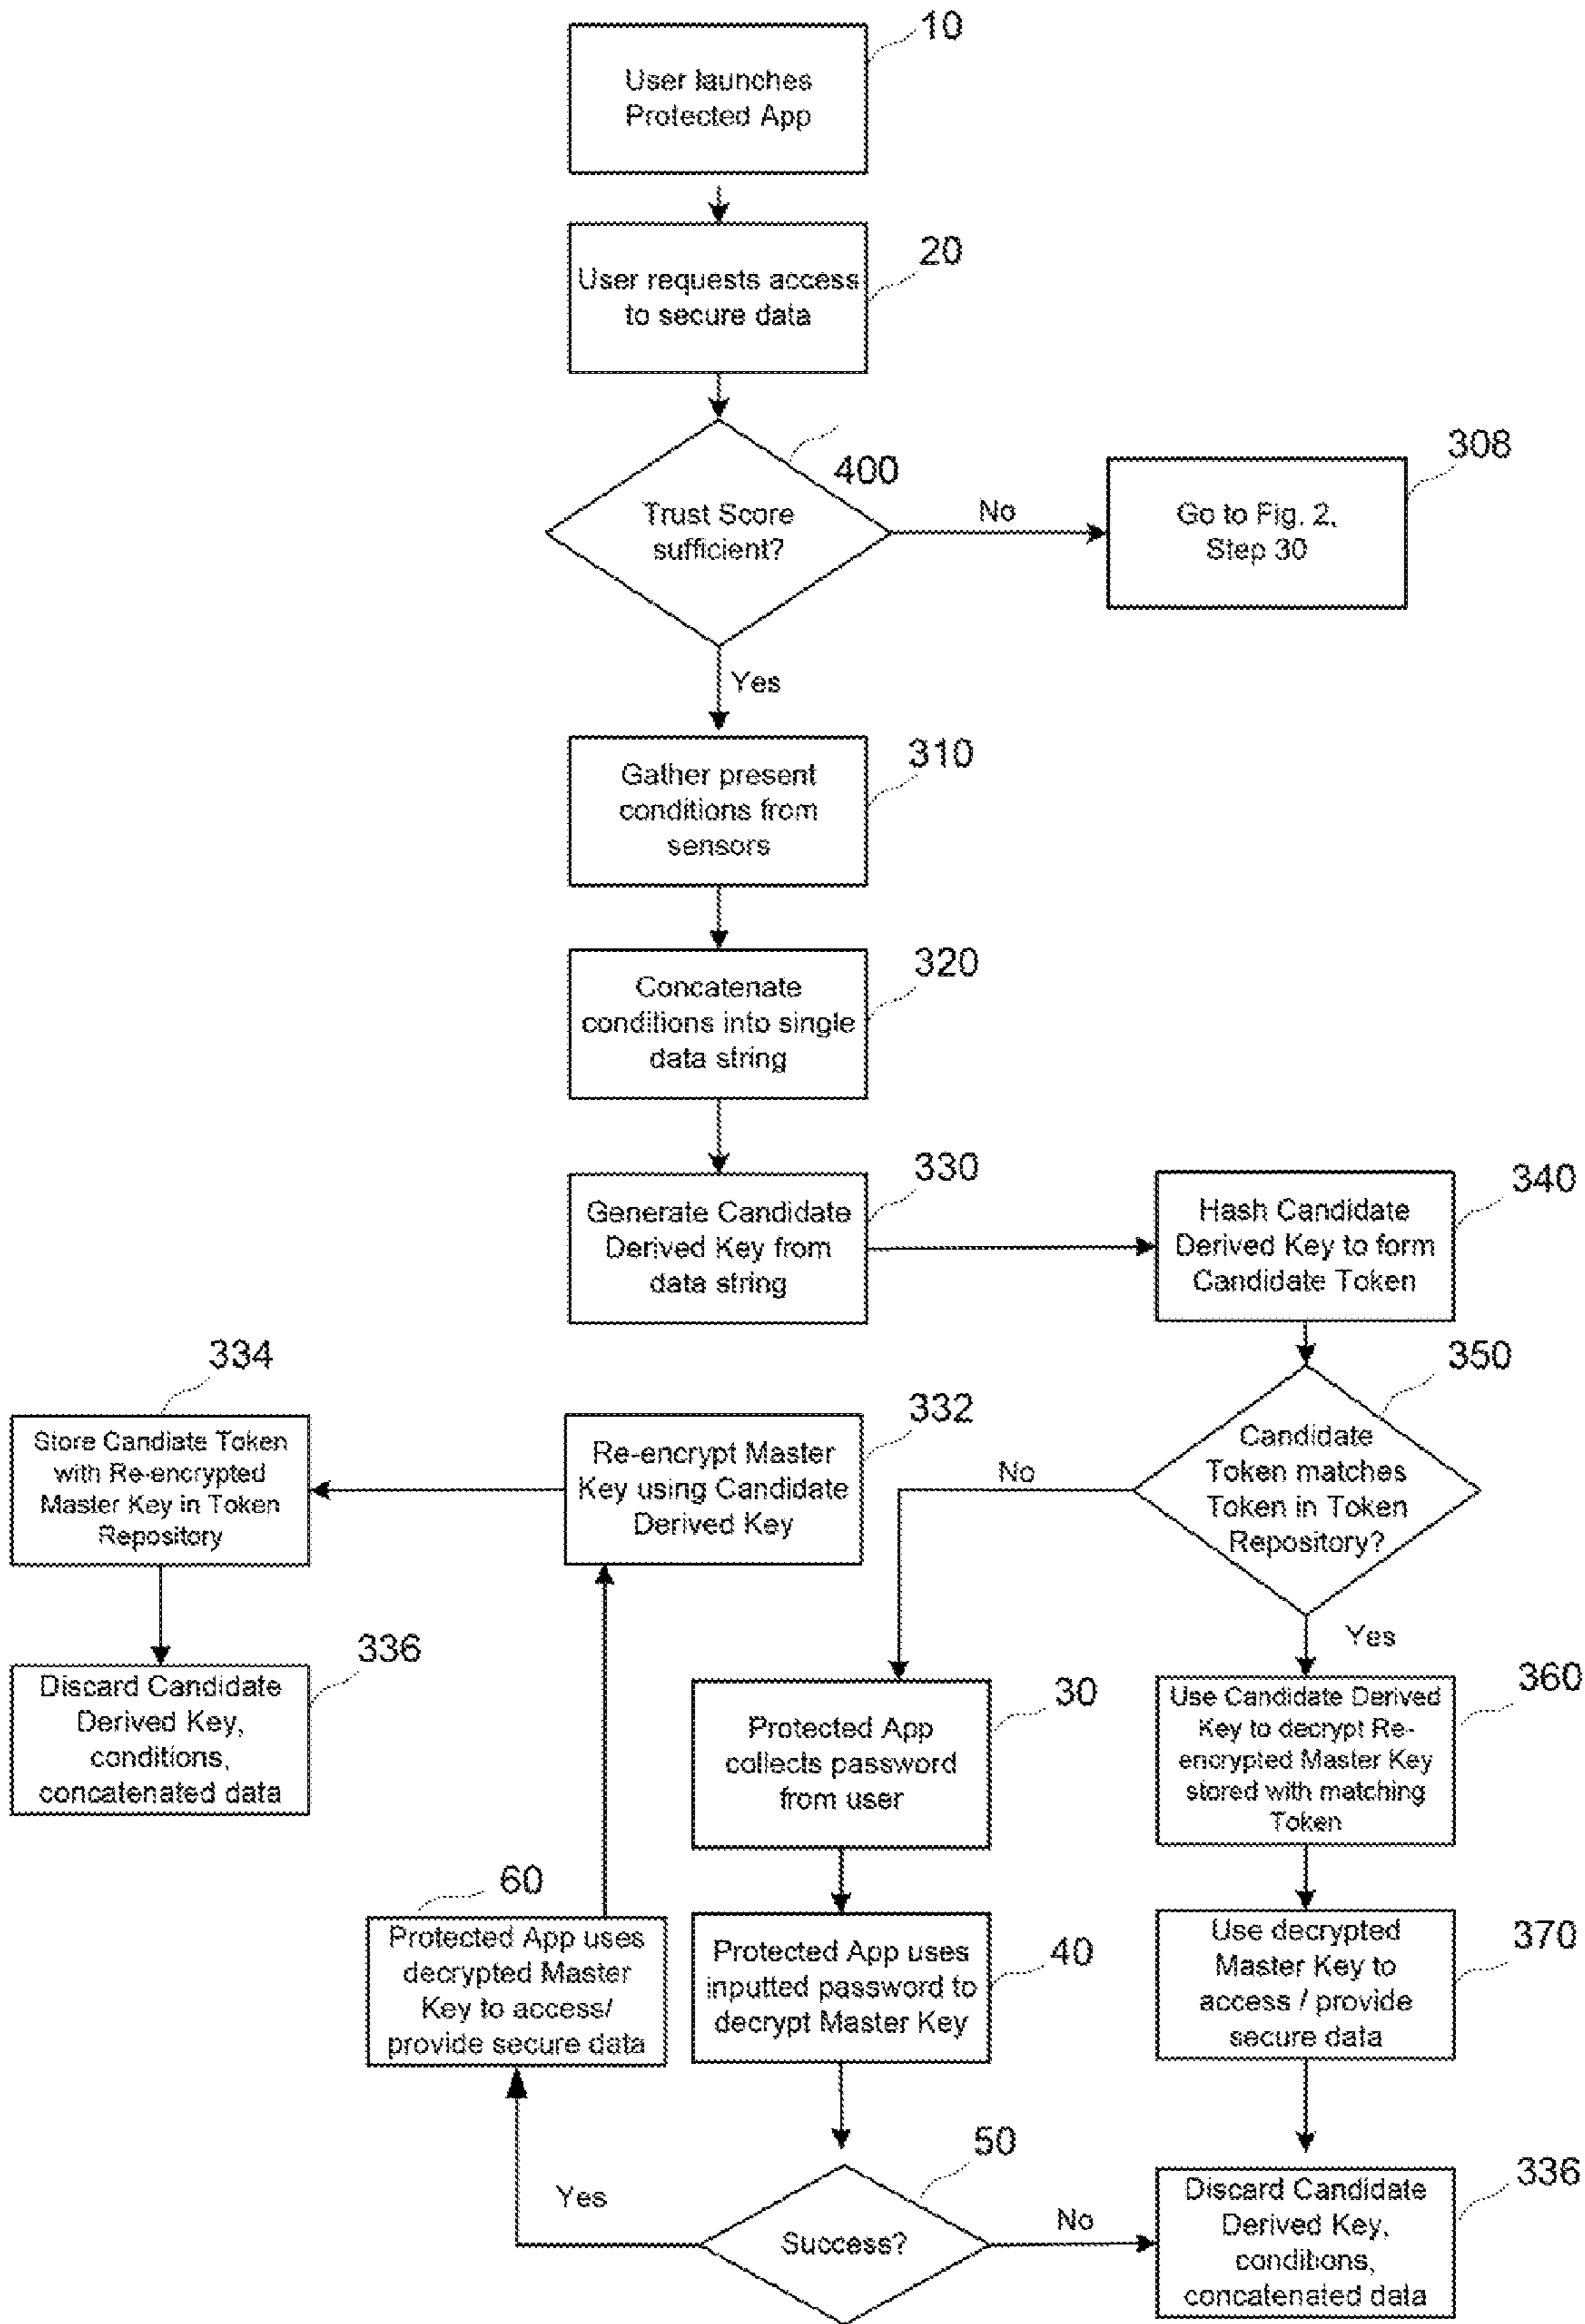 10
User launches
Protected App
20
User requests access
to secure data
400
Trust Score
sufficient?
No
308
Go to Fig. 2,
Step 30
Yes
310
Gather present
conditions from
sensors
320
Concatenate
conditions into single
data string
330
Generate Candidate
Derived Key from
data string
340
Hash Candidate
Derived Key to form
Candidate Token
350
Candidate
Token matches
Token in Token
Repository?
No
Yes
334
Store Candiate Token
with Re-encrypted
Master Key in Token
Repository
332
Re-encrypt Master
Key using Candidate
Derived Key
336
Discard Candidate
Derived Key,
conditions,
concatenated data
30
Protected App
collects password
from user
360
Use Candidate Derived
Key to decrypt Re-
encrypted Master Key
stored with matching
Token
60
Protected App uses
decrypted Master
Key to access/
provide secure data
40
Protected App uses
inputted password to
decrypt Master Key
370
Use decrypted
Master Key to
access / provide
secure data
50
Success?
Yes
No
336
Discard Candidate
Derived Key,
conditions,
concatenated data